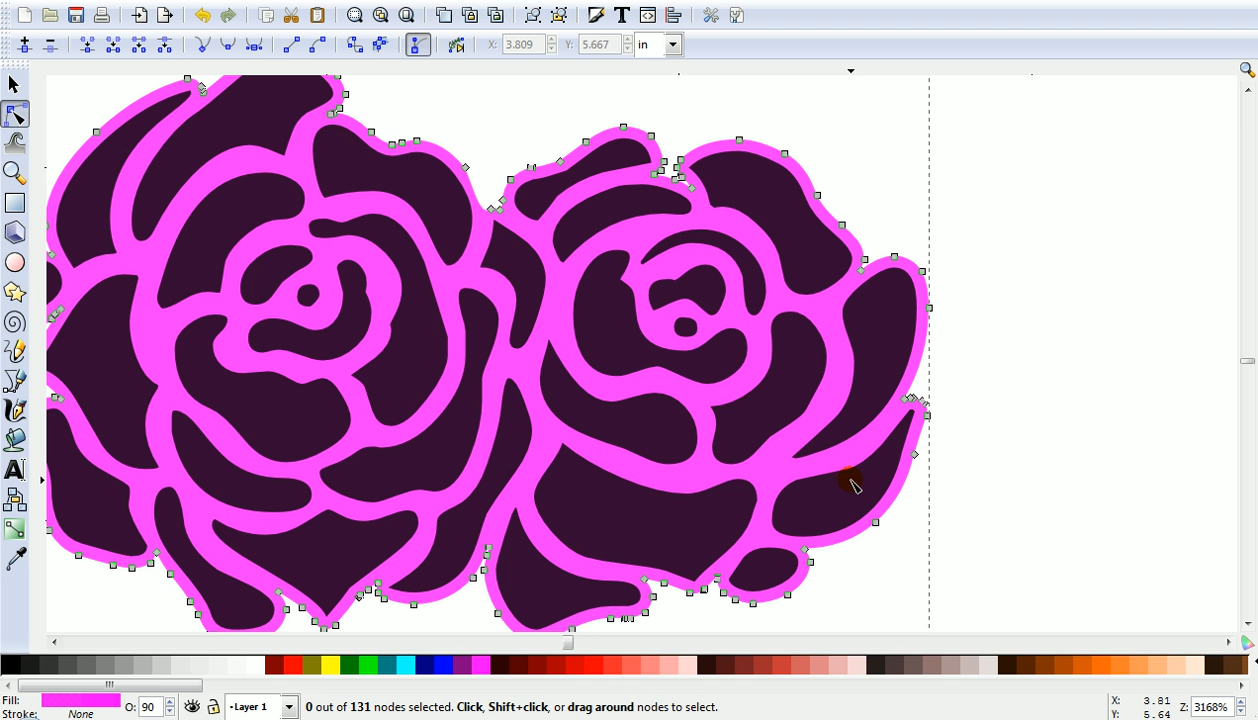 X: 3.809 Y: 5.667 in
Fill: O: 90 •Layer 1 0 out of 131 nodes selected. Click, Shift+click, or drag around nodes to select. X: 3.81 Z: 3168%
Stroke: None Y: 5.64